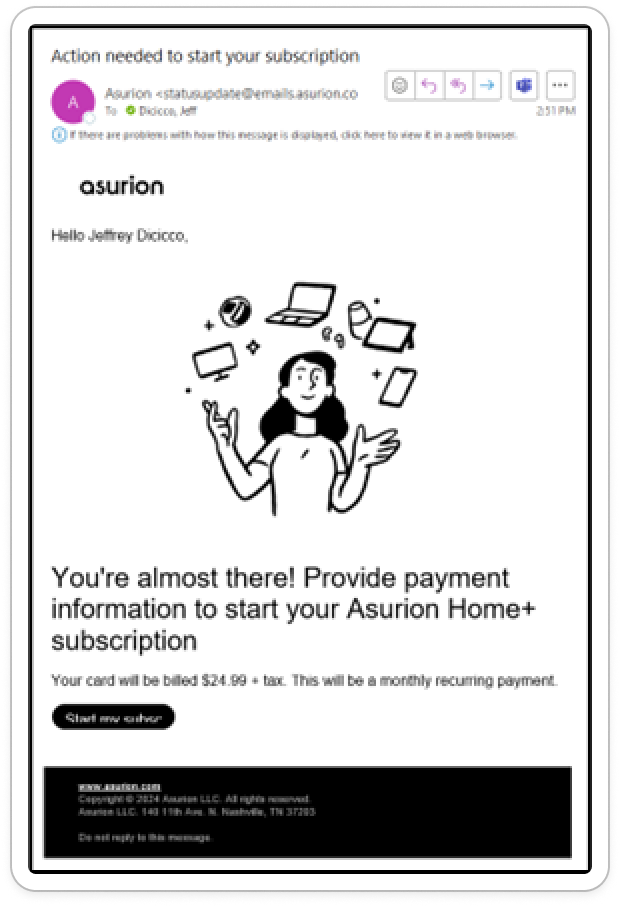 Action needed to start your subscription
A
Asurion <statusupdate@emails.asurion.co
To Dicicco, Jeff
2:51 PM
If there are problems with how this message is displayed, click here to view it in a web browser.
asurion
Hello Jeffrey Dicicco,
You're almost there! Provide payment
information to start your Asurion Home+
subscription
Your card will be billed $24.99 + tax. This will be a monthly recurring payment.
Start my subscr
www.asurion.com
Copyright © 2024 Asurion LLC. All rights reserved.
Asurion LLC. 140 11th Ave. N. Nashville, TN 37203
Do not reply to this message.